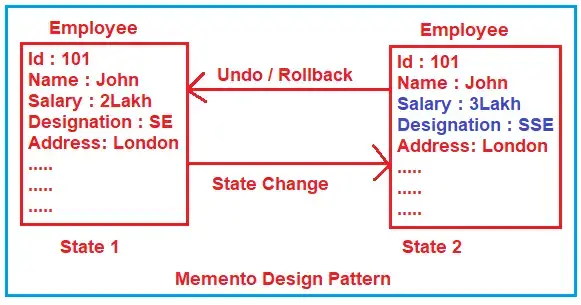 Employee
Id : 101
Name : John
Salary : 2Lakh
Designation : SE
Address: London
.....
.....
.....
State 1
Undo / Rollback
State Change
Employee
Id : 101
Name : John
Salary : 3Lakh
Designation : SSE
Address: London
.....
.....
.....
State 2
Memento Design Pattern